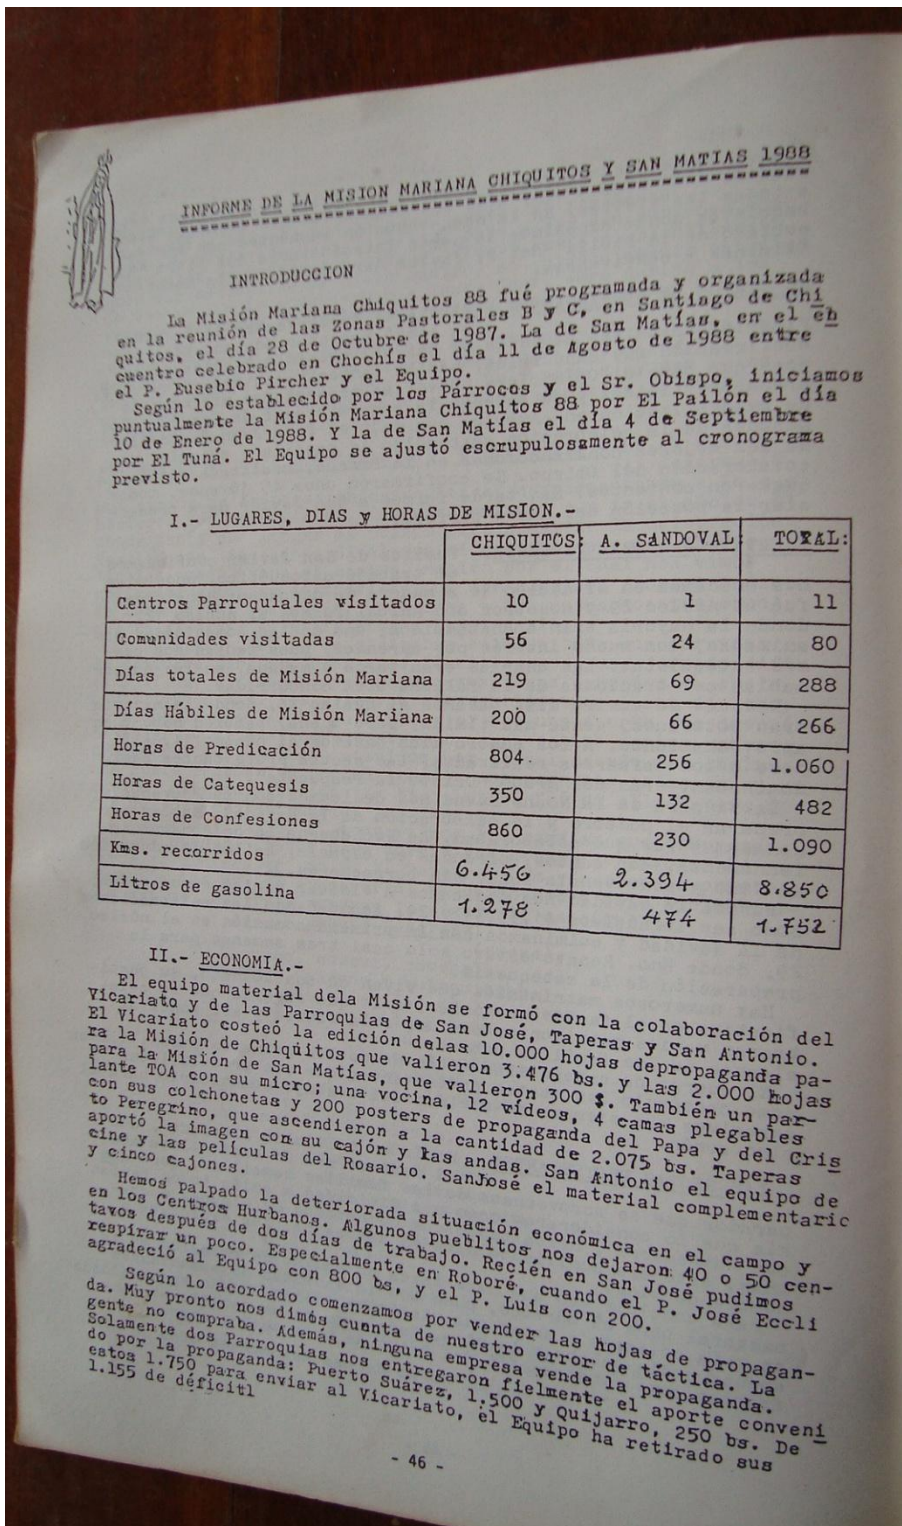 INFORME DE LA MISION MARIANA CHIQUITOS Y SAN MATIAS 1988
INTRODUCCION
La Misión Mariana Chiquitos 88 fué programada y organizada
en la reunión de las Zonas Pastorales B y C, en Santiago de Chi
quitos, el día 28 de Octubre de 1987. La de San Matías, en el en
cuentro celebrado en Chochís el día 11 de Agosto de 1988 entre
el P. Eusebio Pircher y el Equipo.
Según lo establecido por los Párrocos y el Sr. Obispo, iniciamos
puntualmente la Misión Mariana Chiquitos 88 por El Pailón el día
10 de Enero de 1988. Y la de San Matías el día 4 de Septiembre
por El Tuná. El Equipo se ajustó escrupulosamente al cronograma
previsto.
I.- LUGARES, DIAS y HORAS DE MISION.-
CHIQUITOS: A. SANDOVAL: TOTAL:
Centros Parroquiales visitados 10 1 11
Comunidades visitadas 56 24 80
Días totales de Misión Mariana 219 69 288
Días Hábiles de Misión Mariana 200 66 266
Horas de Predicación 804 256 1.060
Horas de Catequesis 350 132 482
Horas de Confesiones 860 230 1.090
Kms. recorridos 6.456 2.394 8.850
Litros de gasolina 1.278 474 1.752
II.- ECONOMIA.-
El equipo material dela Misión se formó con la colaboración del
Vicariato y de las Parroquias de San José, Taperas y San Antonio.
El Vicariato costeó la edición delas 10.000 hojas depropaganda pa-
ra la Misión de Chiquitos que valieron 3.476 bs. y las 2.000 hojas
para la Misión de San Matías, que valieron 300 $. También un par-
lante TOA con su micro; una vocina, 12 vídeos, 4 camas plegables
con sus colchonetas y 200 posters de propaganda del Papa y del Cris
to Peregrino, que ascendieron a la cantidad de 2.075 bs. Taperas
aportó la imagen con su cajón y las andas. San Antonio el equipo de
cine y las películas del Rosario. SanJosé el material complementaric
y cinco cajones.
Hemos palpado la deteriorada situación económica en el campo y
en los Centros Hurbanos. Algunos pueblitos nos dejaron 40 o 50 cen-
tavos después de dos días de trabajo. Recién en San José pudimos
respirar un poco. Especialmente en Roboré, cuando el P. José Eccli
agradeció al Equipo con 800 bs, y el P. Luis con 200.
Según lo acordado comenzamos por vender las hojas de propagan-
da. Muy pronto nos dimos cuenta de nuestro error de táctica. La
gente no compraba. Además, ninguna empresa vende la propaganda.
Solamente dos Parroquias nos entregaron fielmente el aporte conveni
do por la propaganda: Puerto Suárez, 1.500 y Quijarro, 250 bs. De
estos 1.750 para enviar al Vicariato, el Equipo ha retirado sus
1.155 de déficitl
- 46 -